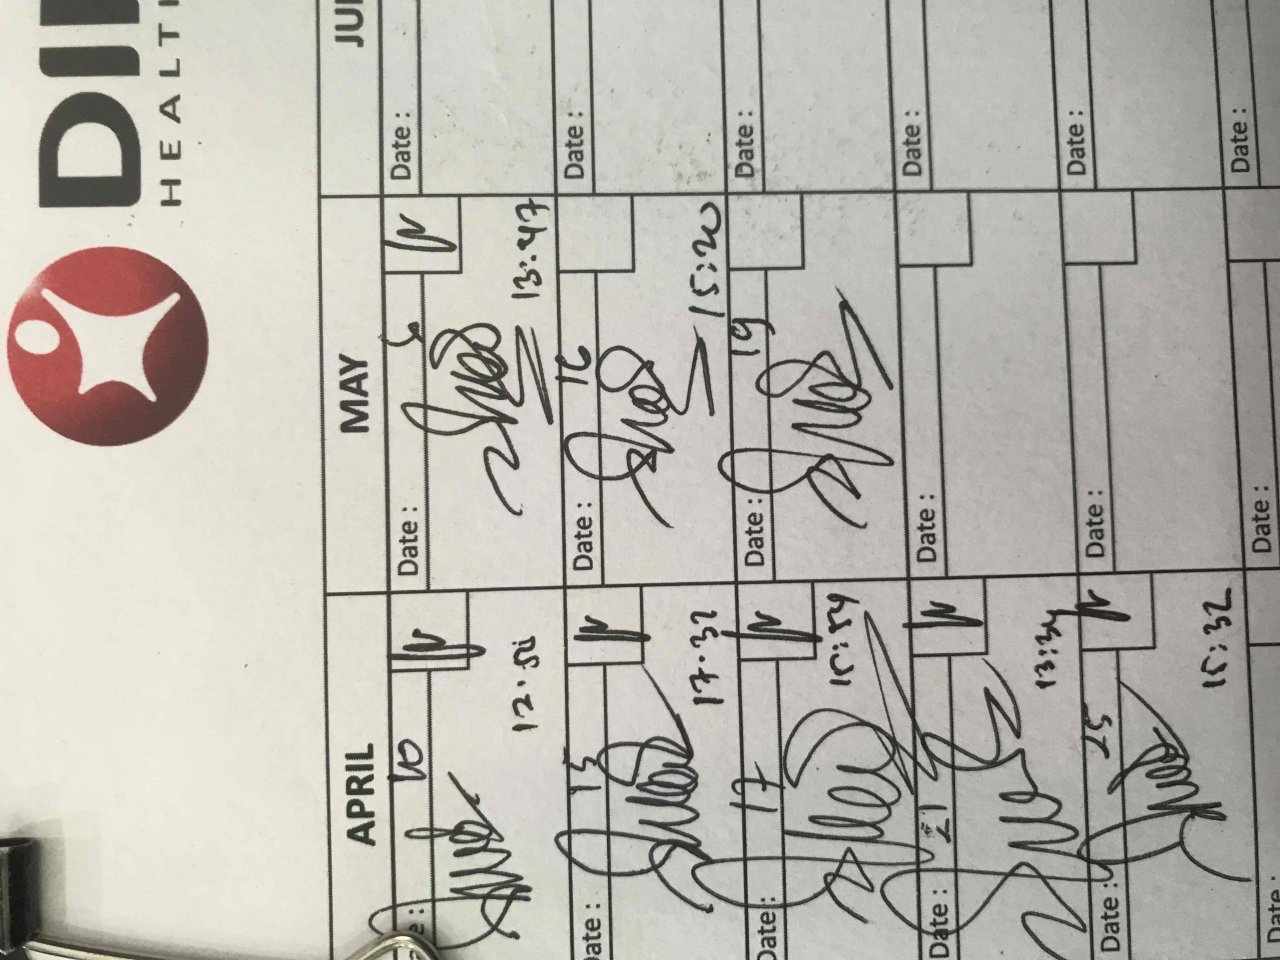 HEALT
APRIL MAY JU
Date : 10 Date : 6 Date :
12.50 13:47
Date : 15 Date : 16 Date :
17.32 15:20
Date : 17 Date : 19 Date :
15:54
Date : 21 Date : Date :
13:34
Date : 25 Date : Date :
15:32
Date : Date :